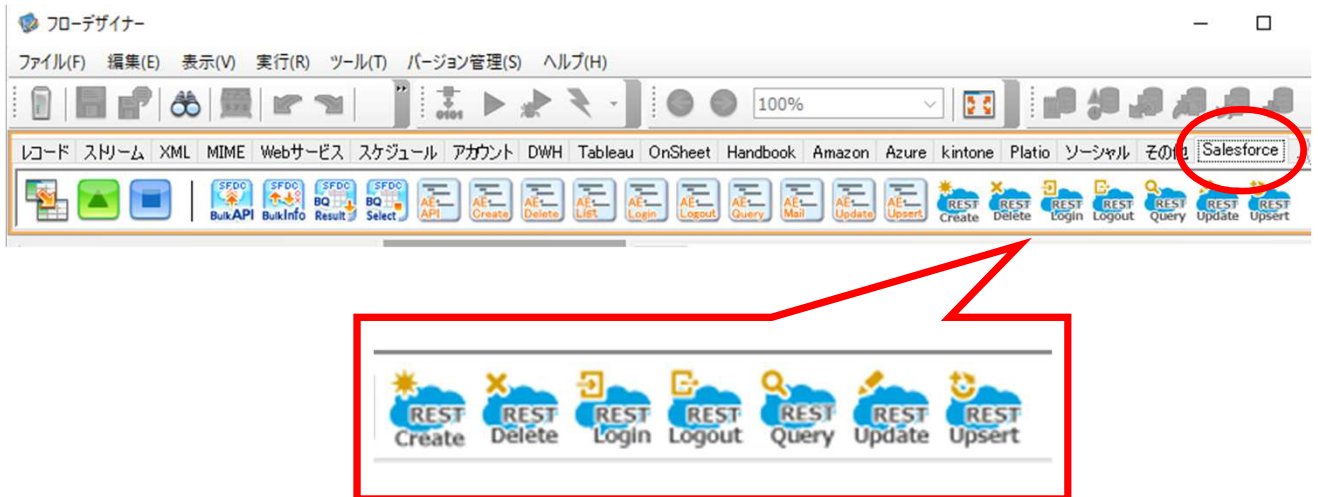 フローデザイナー
ファイル(F) 編集(E) 表示(V) 実行(R) ツール(T) バージョン管理(S) ヘルプ(H)
0101 100%
レコード ストリーム XML MIME Webサービス スケジュール アカウント DWH Tableau OnSheet Handbook Amazon Azure kintone Platio ソーシャル その他 Salesforce
SFDC BulkAPI SFDC BulkInfo SFDC BQ Result SFDC BQ Select AE API AE Create AE Delete AE List AE Login AE Logout AE Query AE Mail AE Update AE Upsert REST Create REST Delete REST Login REST Logout REST Query REST Update REST Upsert
REST Create REST Delete REST Login REST Logout REST Query REST Update REST Upsert